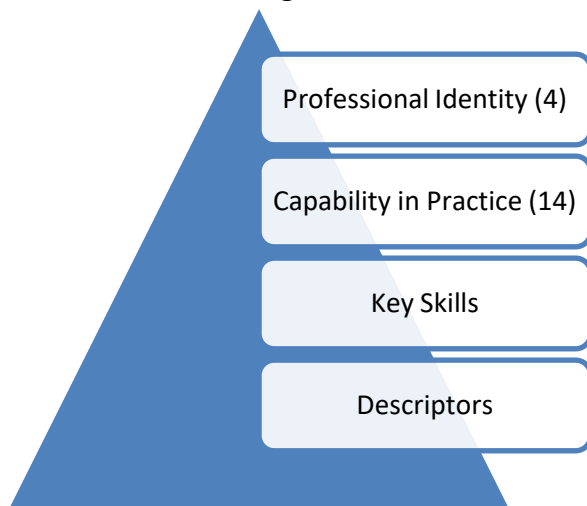 Professional Identity (4)
Capability in Practice (14)
Key Skills
Descriptors